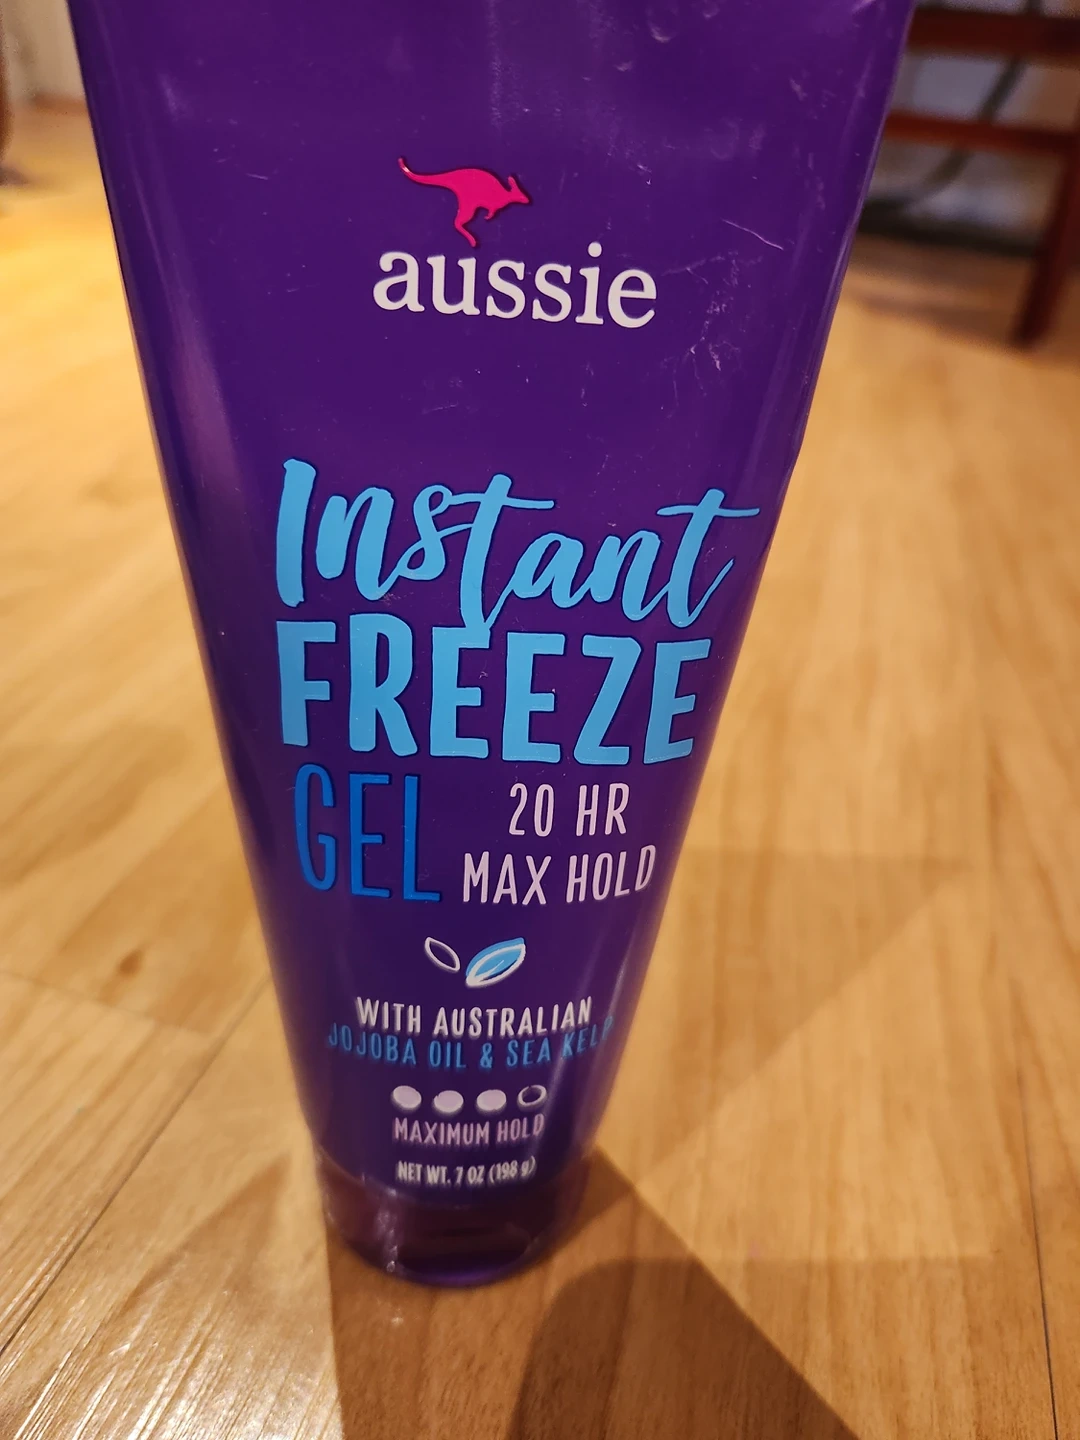 aussie
Instant
FREEZE
GEL
20 HR
MAX HOLD
WITH AUSTRALIAN
JOJOBA OIL & SEA KELP
MAXIMUM HOLD
NET WT. 7 OZ (198 g)